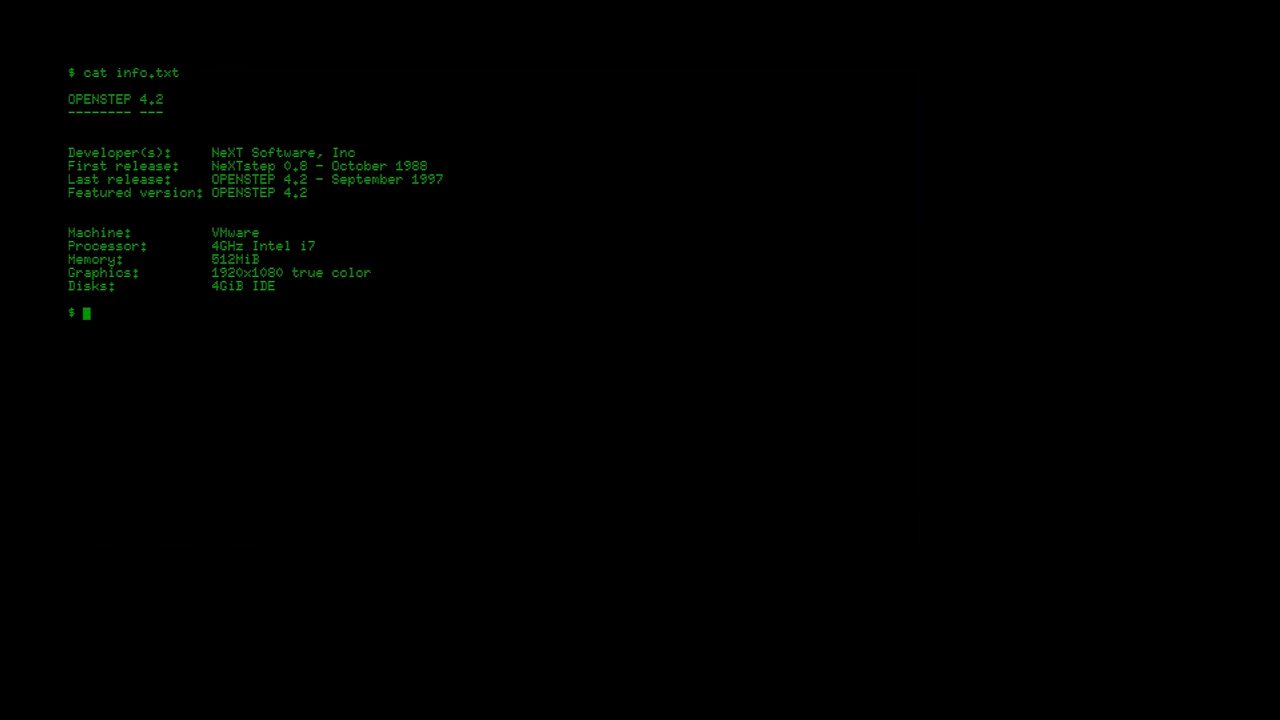 $ cat info.txt
OPENSTEP 4.2
-------- ---
Developer(s): NeXT Software, Inc
First release: NeXTstep 0.8 - October 1988
Last release: OPENSTEP 4.2 - September 1997
Featured version: OPENSTEP 4.2
Machine: VMware
Processor: 4GHz Intel i7
Memory: 512MiB
Graphics: 1920x1080 true color
Disks: 4GiB IDE
$